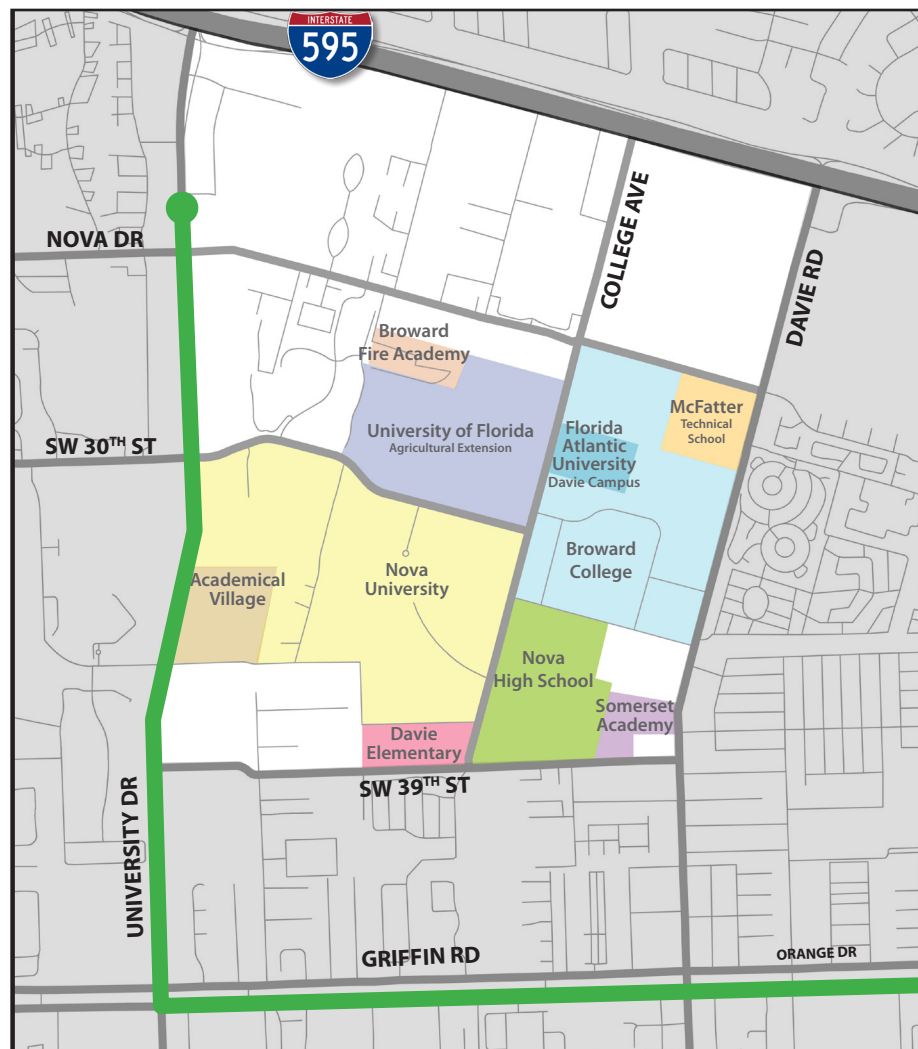 INTERSTATE
595
COLLEGE AVE
NOVA DR
DAVIE RD
Broward
Fire Academy
McFatter
Technical
School
University of Florida
Agricultural Extension
Florida
Atlantic
University
Davie Campus
SW 30TH ST
Broward
College
Nova
University
Academical
Village
Nova
High School
Somerset
Academy
Davie
Elementary
SW 39TH ST
UNIVERSITY DR
GRIFFIN RD
ORANGE DR